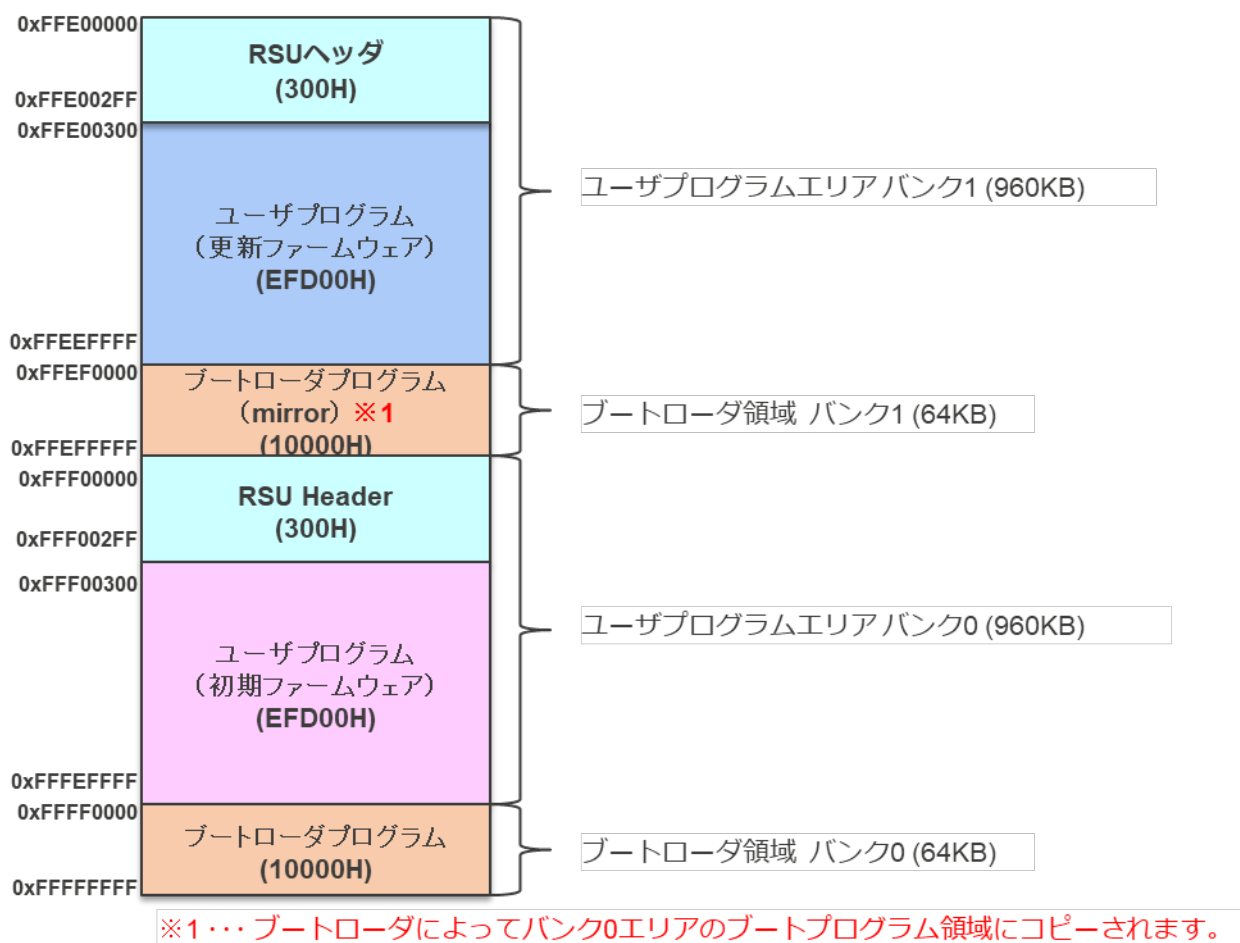 0xFFE00000
RSUヘッダ
(300H)
0xFFE002FF
0xFFE00300
ユーザプログラムエリア バンク1 (960KB)
ユーザプログラム
（更新ファームウェア）
(EFD00H)
0xFFEEFFFF
0xFFEF0000
ブートローダプログラム
（mirror）※1
(10000H)
ブートローダ領域 バンク1 (64KB)
0xFFEFFFFF
0xFFF00000
RSU Header
(300H)
0xFFF002FF
0xFFF00300
ユーザプログラムエリア バンク0 (960KB)
ユーザプログラム
（初期ファームウェア）
(EFD00H)
0xFFFEFFFF
0xFFFF0000
ブートローダプログラム
(10000H)
ブートローダ領域 バンク0 (64KB)
0xFFFFFFFF
※1・・・ブートローダによってバンク0エリアのブートプログラム領域にコピーされます。